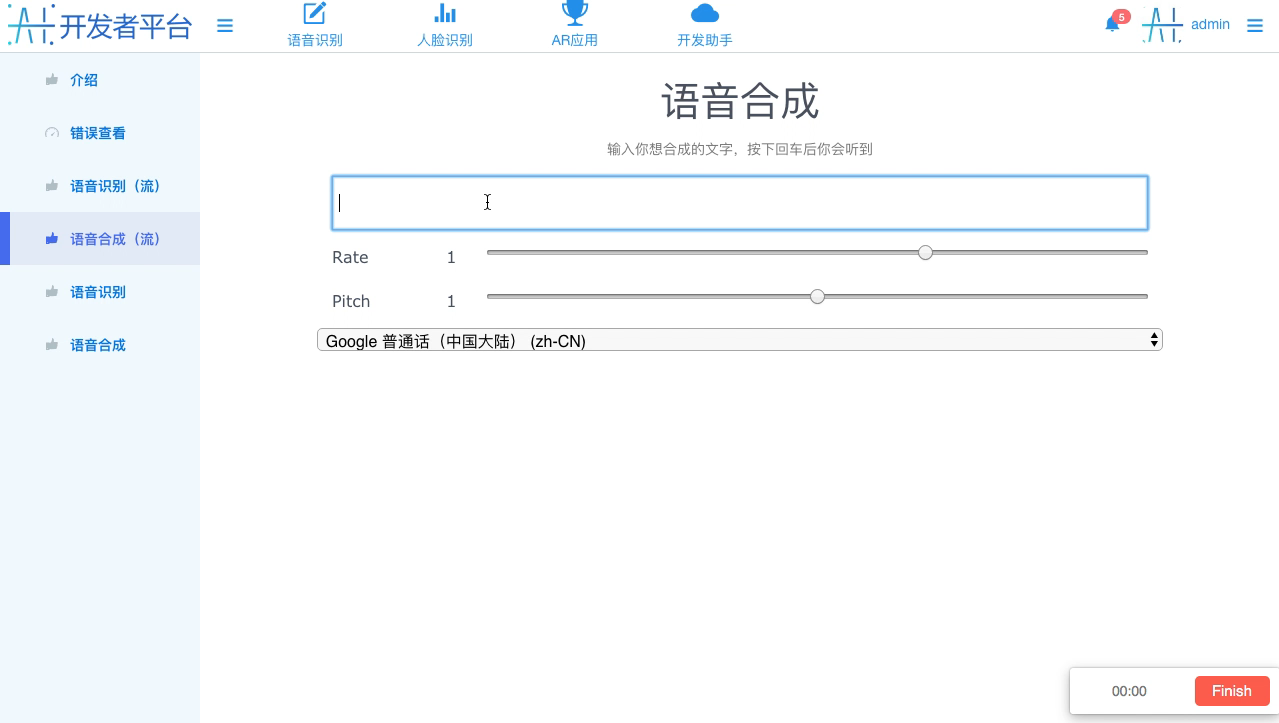 AI开发者平台
语音识别
人脸识别
AR应用
开发助手
5
AI
admin
介绍
错误查看
语音识别（流）
语音合成（流）
语音识别
语音合成
语音合成
输入你想合成的文字，按下回车后你会听到
Rate 1
Pitch 1
Google 普通话（中国大陆） (zh-CN)
00:00
Finish